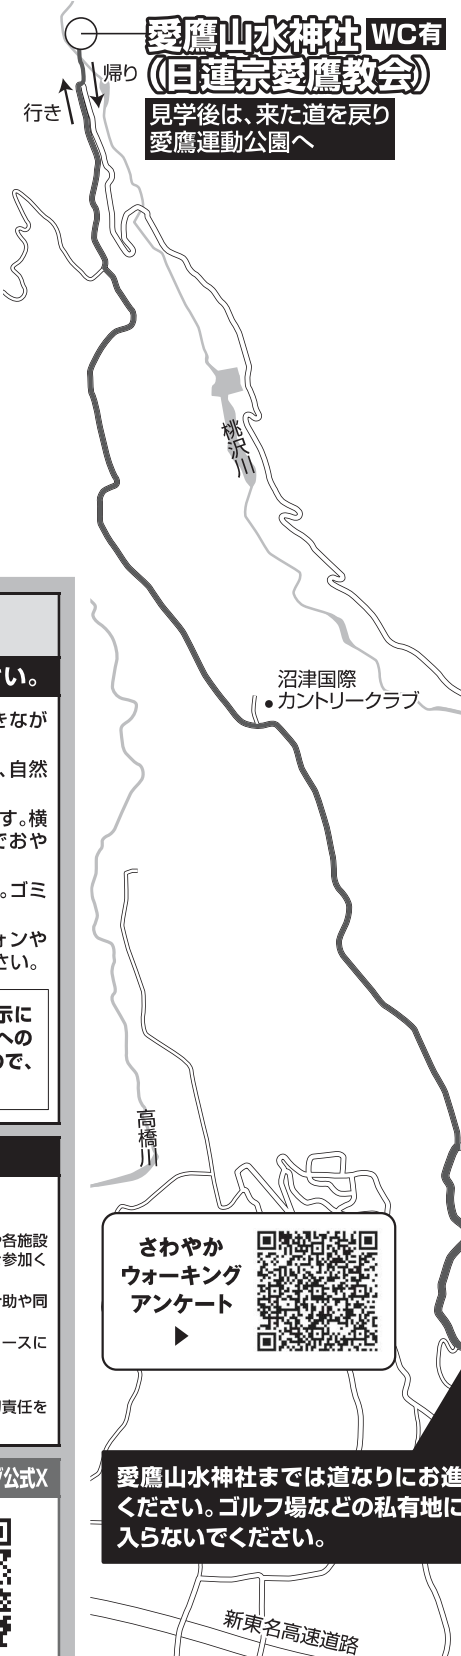 愛鷹山水神社 WC有
(日蓮宗愛鷹教会)
帰り
行き
見学後は、来た道を戻り
愛鷹運動公園へ
桃沢川
沼津国際
カントリークラブ
さい。
きなが
、自然
す。横
でおや
。ゴミ
ォンや
さい。
示に
への
ので、
高橋川
各施設
参加く
助や同
ースに
責任を
公式X
さわやか
ウォーキング
アンケート
▶
愛鷹山水神社までは道なりにお進
ください。ゴルフ場などの私有地に
入らないでください。
新東名高速道路